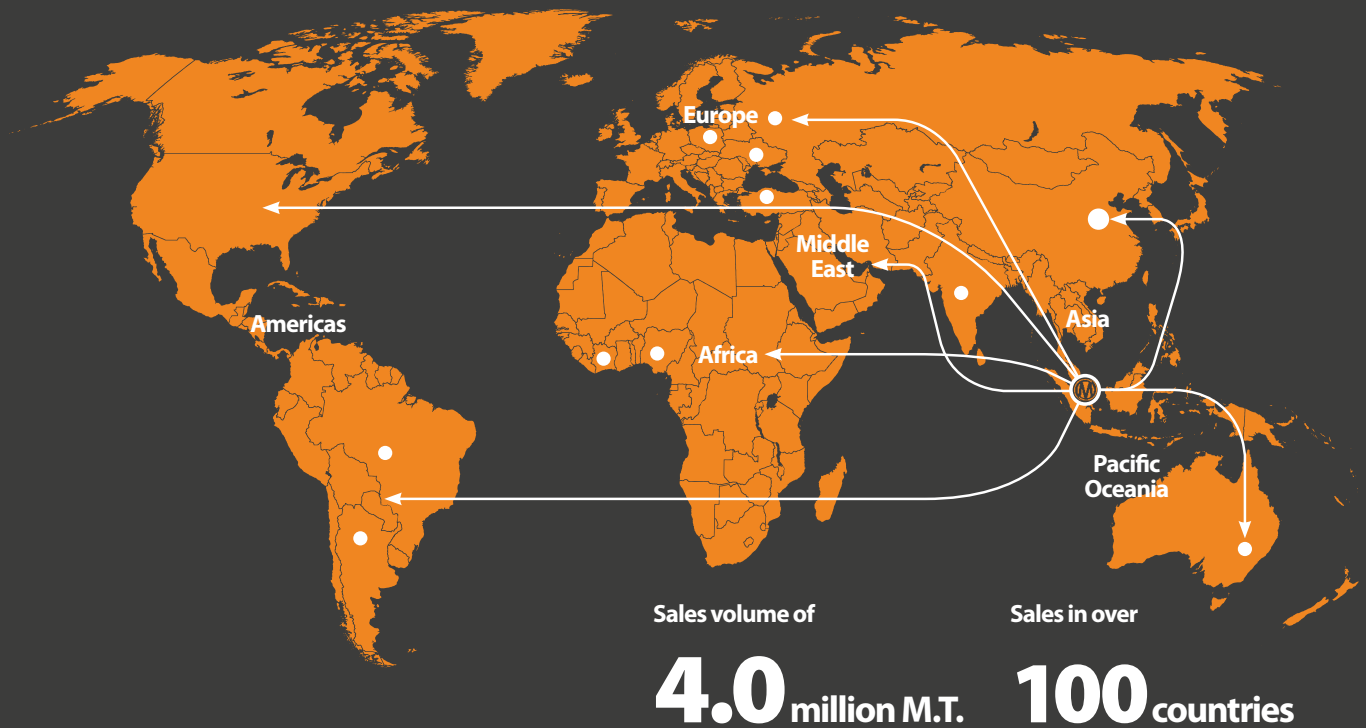 Europe
Middle
East
Americas
Asia
Africa
M
Pacific
Oceania
Sales volume of
4.0 million M.T.
Sales in over
100 countries